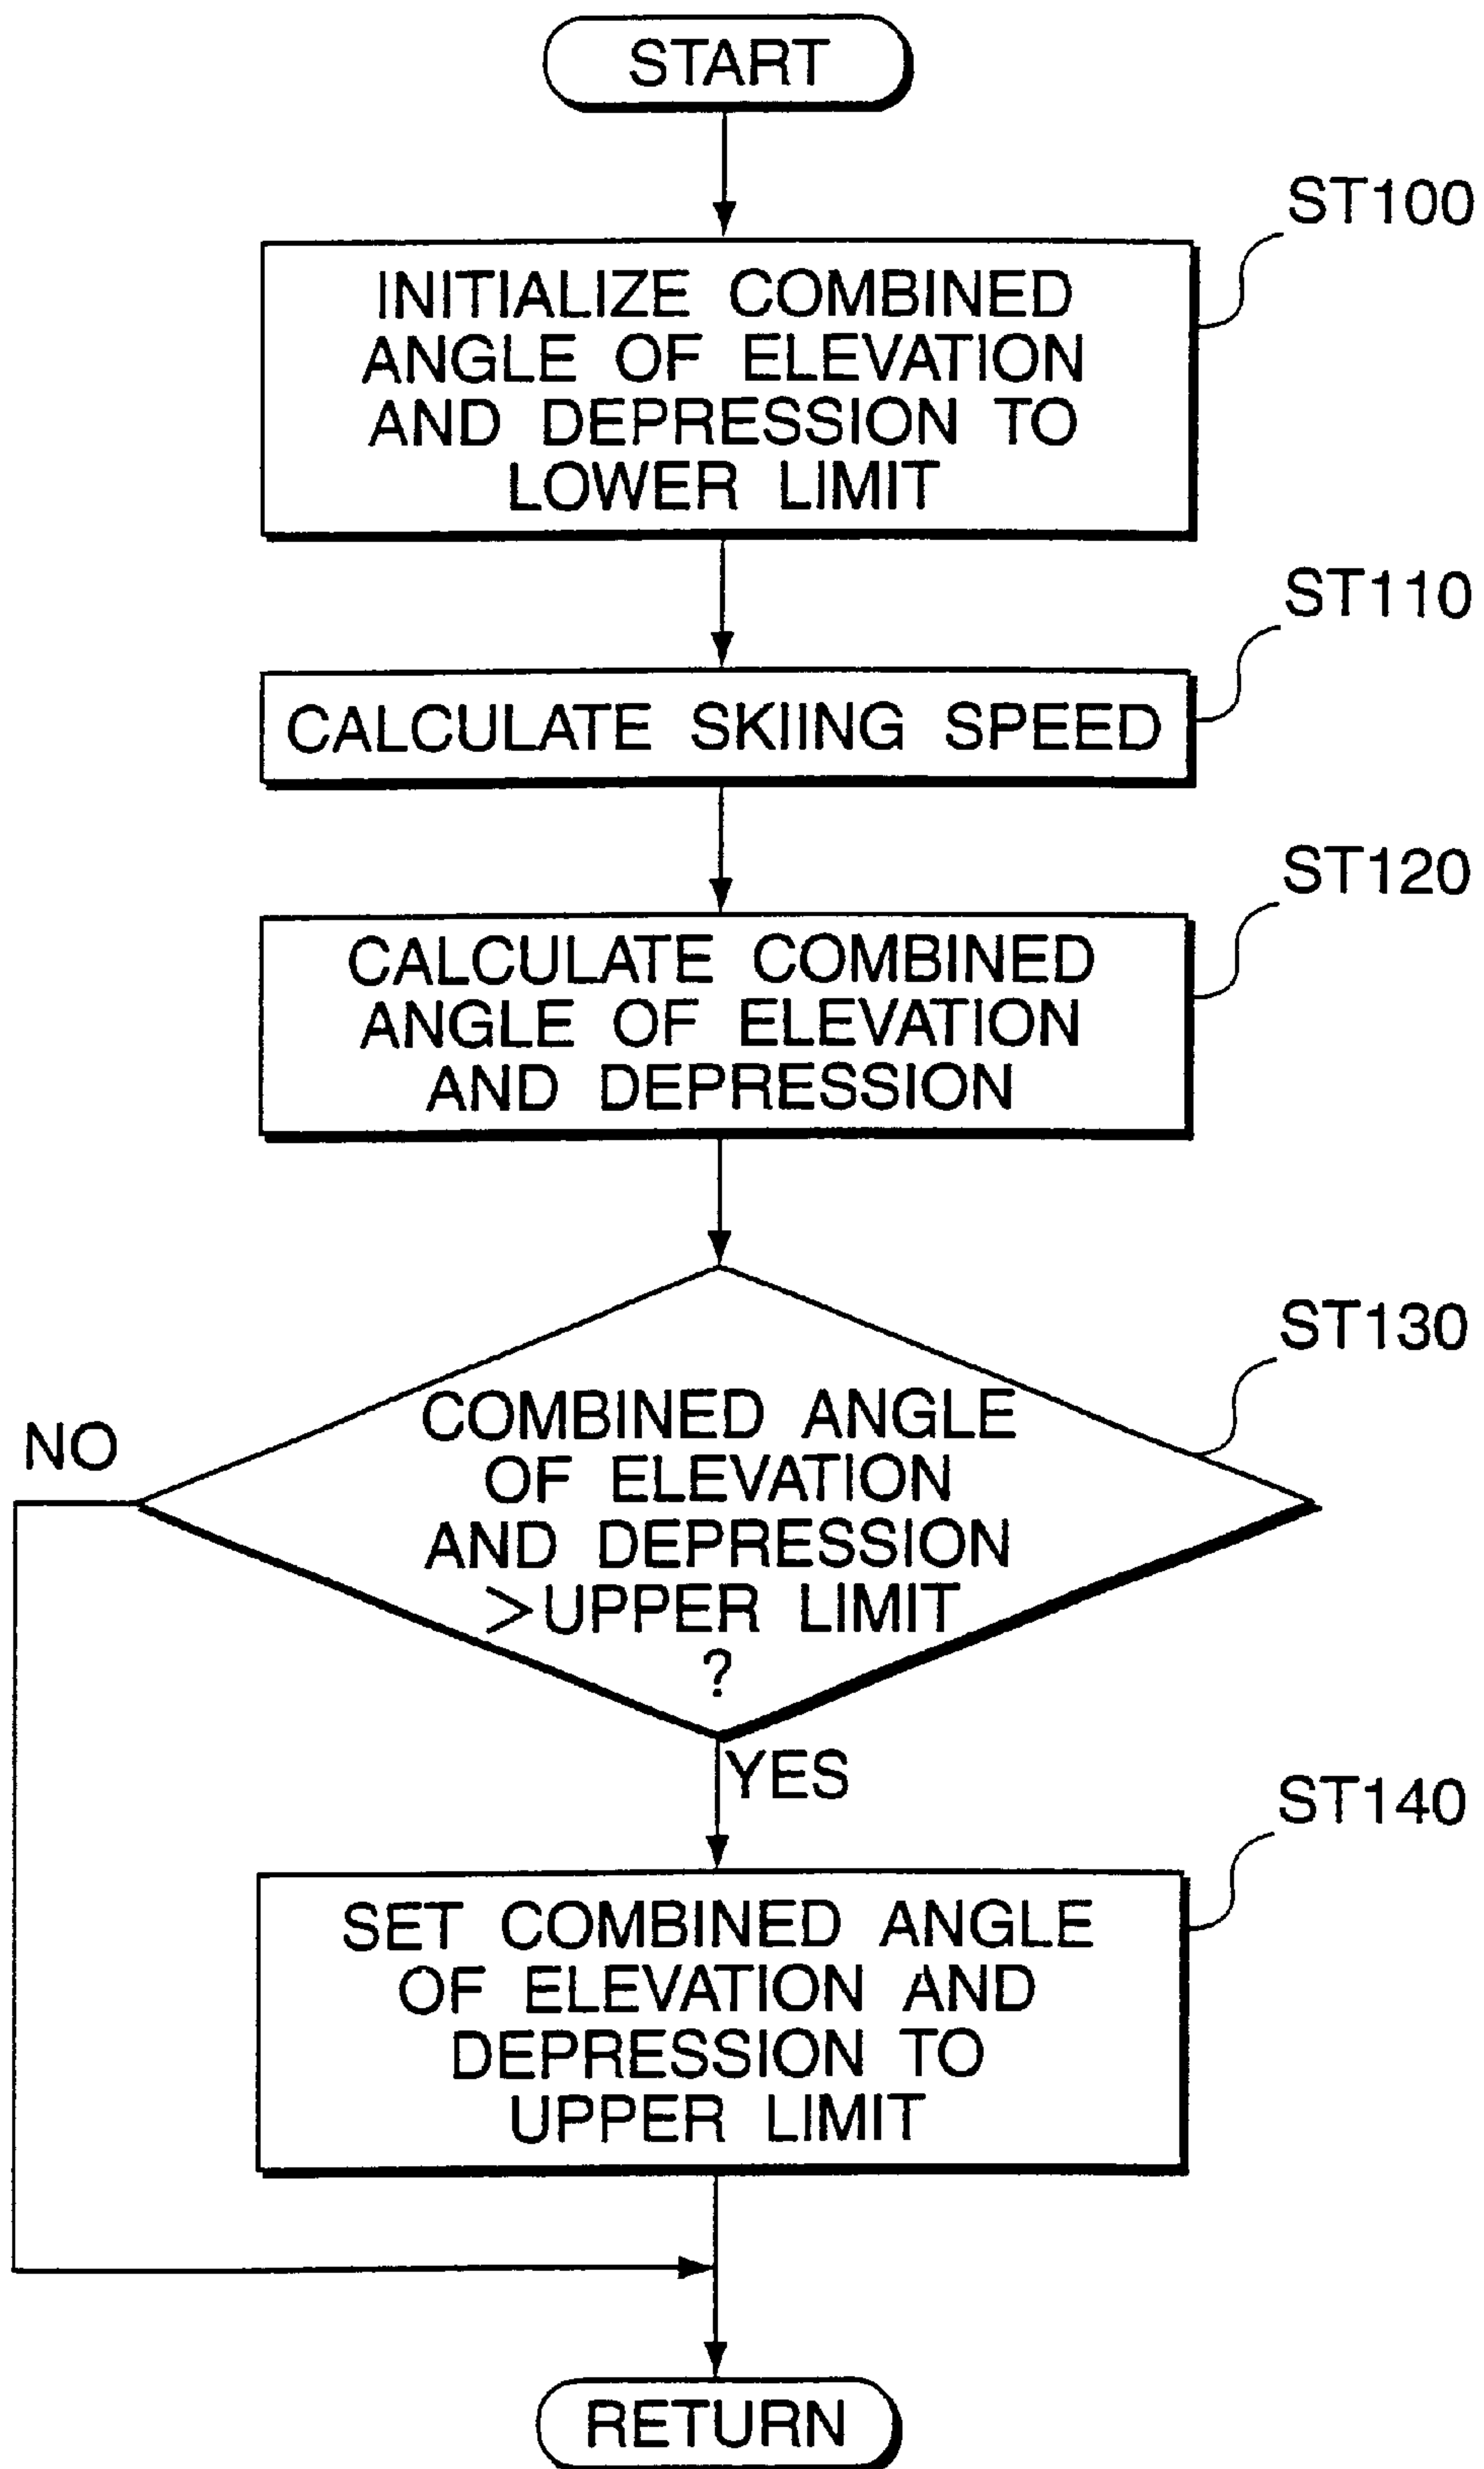 START
ST100
INITIALIZE COMBINED
ANGLE OF ELEVATION
AND DEPRESSION TO
LOWER LIMIT
ST110
CALCULATE SKIING SPEED
ST120
CALCULATE COMBINED
ANGLE OF ELEVATION
AND DEPRESSION
ST130
NO
COMBINED ANGLE
OF ELEVATION
AND DEPRESSION
>UPPER LIMIT
?
YES
ST140
SET COMBINED ANGLE
OF ELEVATION AND
DEPRESSION TO
UPPER LIMIT
RETURN